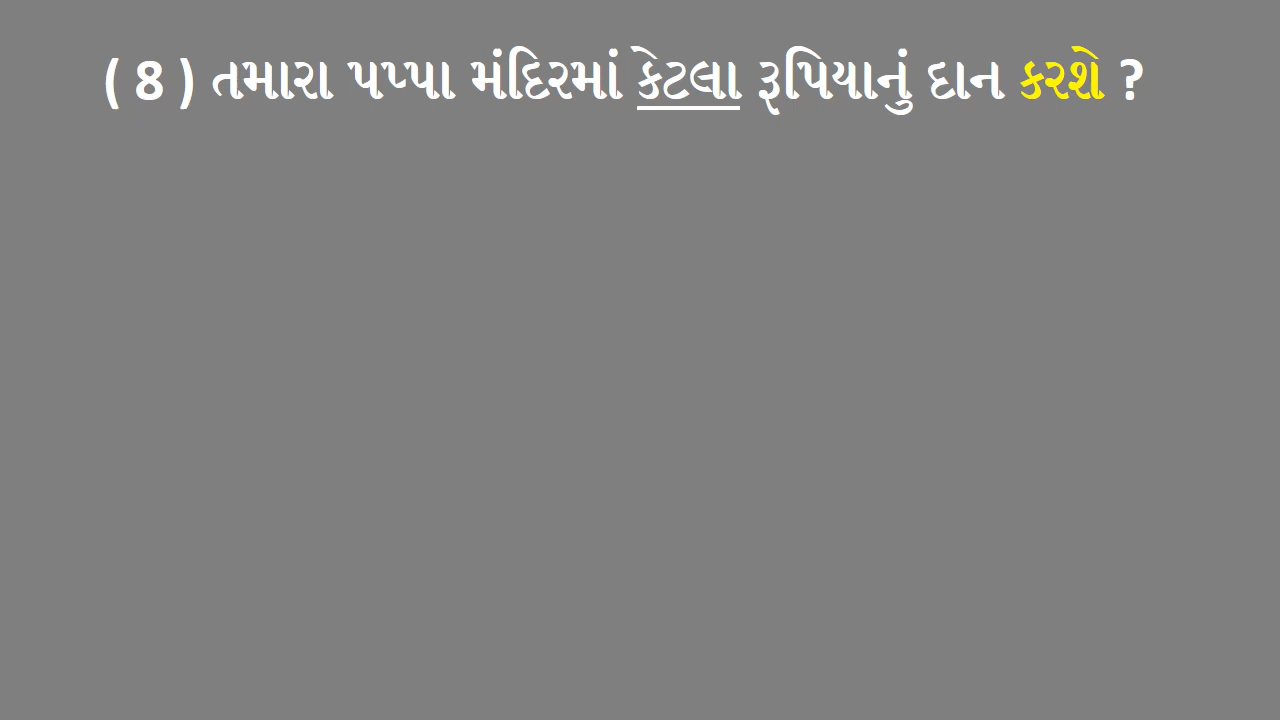 ( 8 ) તમારા પપ્પા મંદિરમાં કેટલા રૂપિયાનું દાન કરશે ?